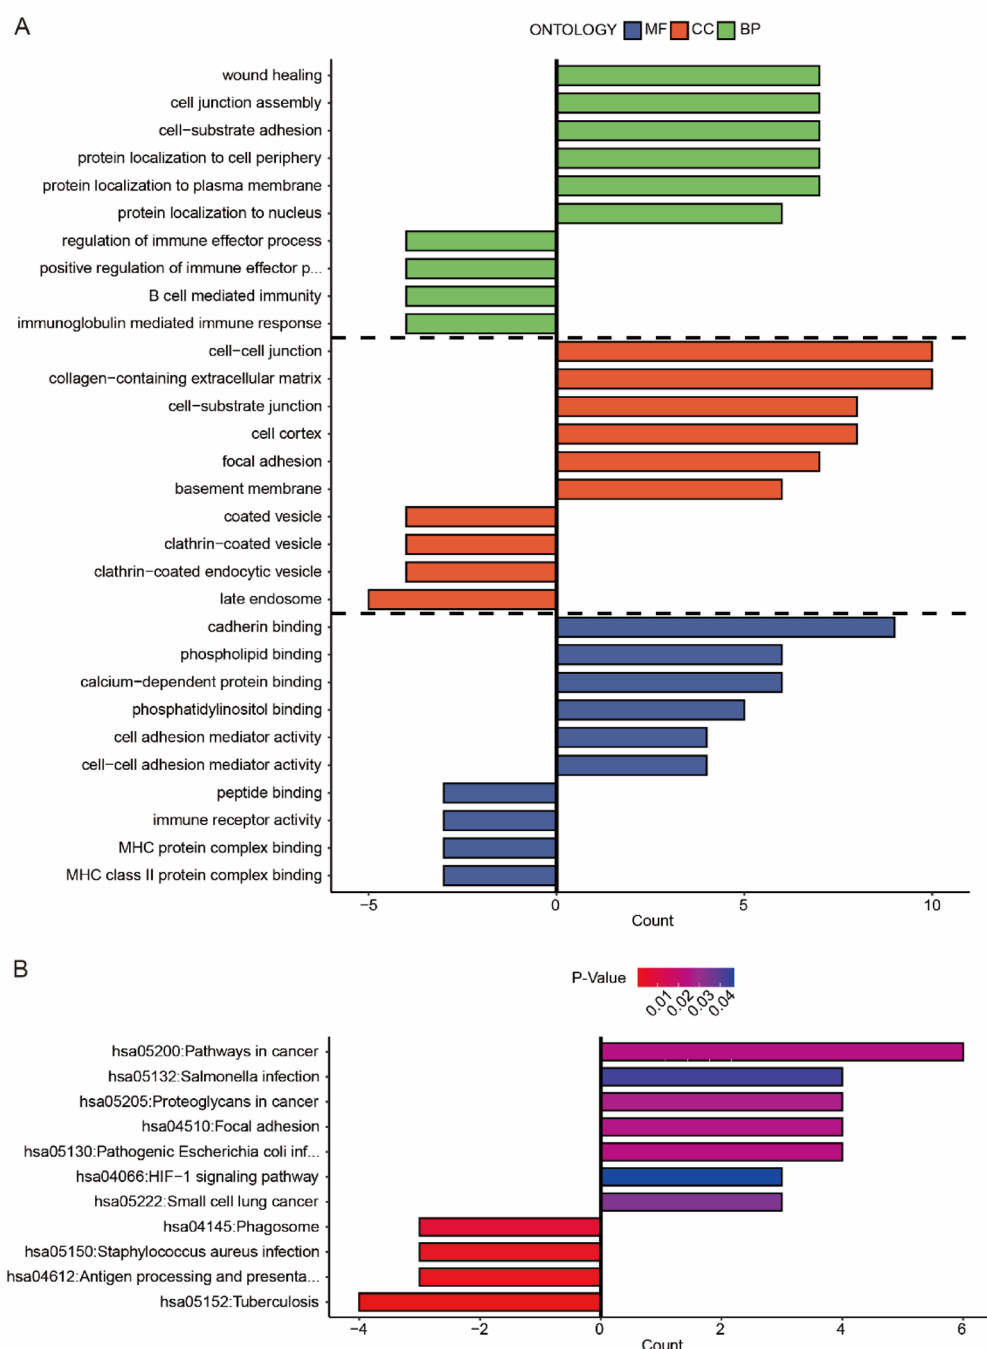 A
ONTOLOGY MF CC BP
wound healing
cell junction assembly
cell−substrate adhesion
protein localization to cell periphery
protein localization to plasma membrane
protein localization to nucleus
regulation of immune effector process
positive regulation of immune effector p...
B cell mediated immunity
immunoglobulin mediated immune response
cell−cell junction
collagen−containing extracellular matrix
cell−substrate junction
cell cortex
focal adhesion
basement membrane
coated vesicle
clathrin−coated vesicle
clathrin−coated endocytic vesicle
late endosome
cadherin binding
phospholipid binding
calcium−dependent protein binding
phosphatidylinositol binding
cell adhesion mediator activity
cell−cell adhesion mediator activity
peptide binding
immune receptor activity
MHC protein complex binding
MHC class II protein complex binding
−5 0 5 10
Count
B
P-Value
0.01 0.02 0.03 0.04
hsa05200:Pathways in cancer
hsa05132:Salmonella infection
hsa05205:Proteoglycans in cancer
hsa04510:Focal adhesion
hsa05130:Pathogenic Escherichia coli inf...
hsa04066:HIF−1 signaling pathway
hsa05222:Small cell lung cancer
hsa04145:Phagosome
hsa05150:Staphylococcus aureus infection
hsa04612:Antigen processing and presenta...
hsa05152:Tuberculosis
−4 −2 0 2 4 6
Count